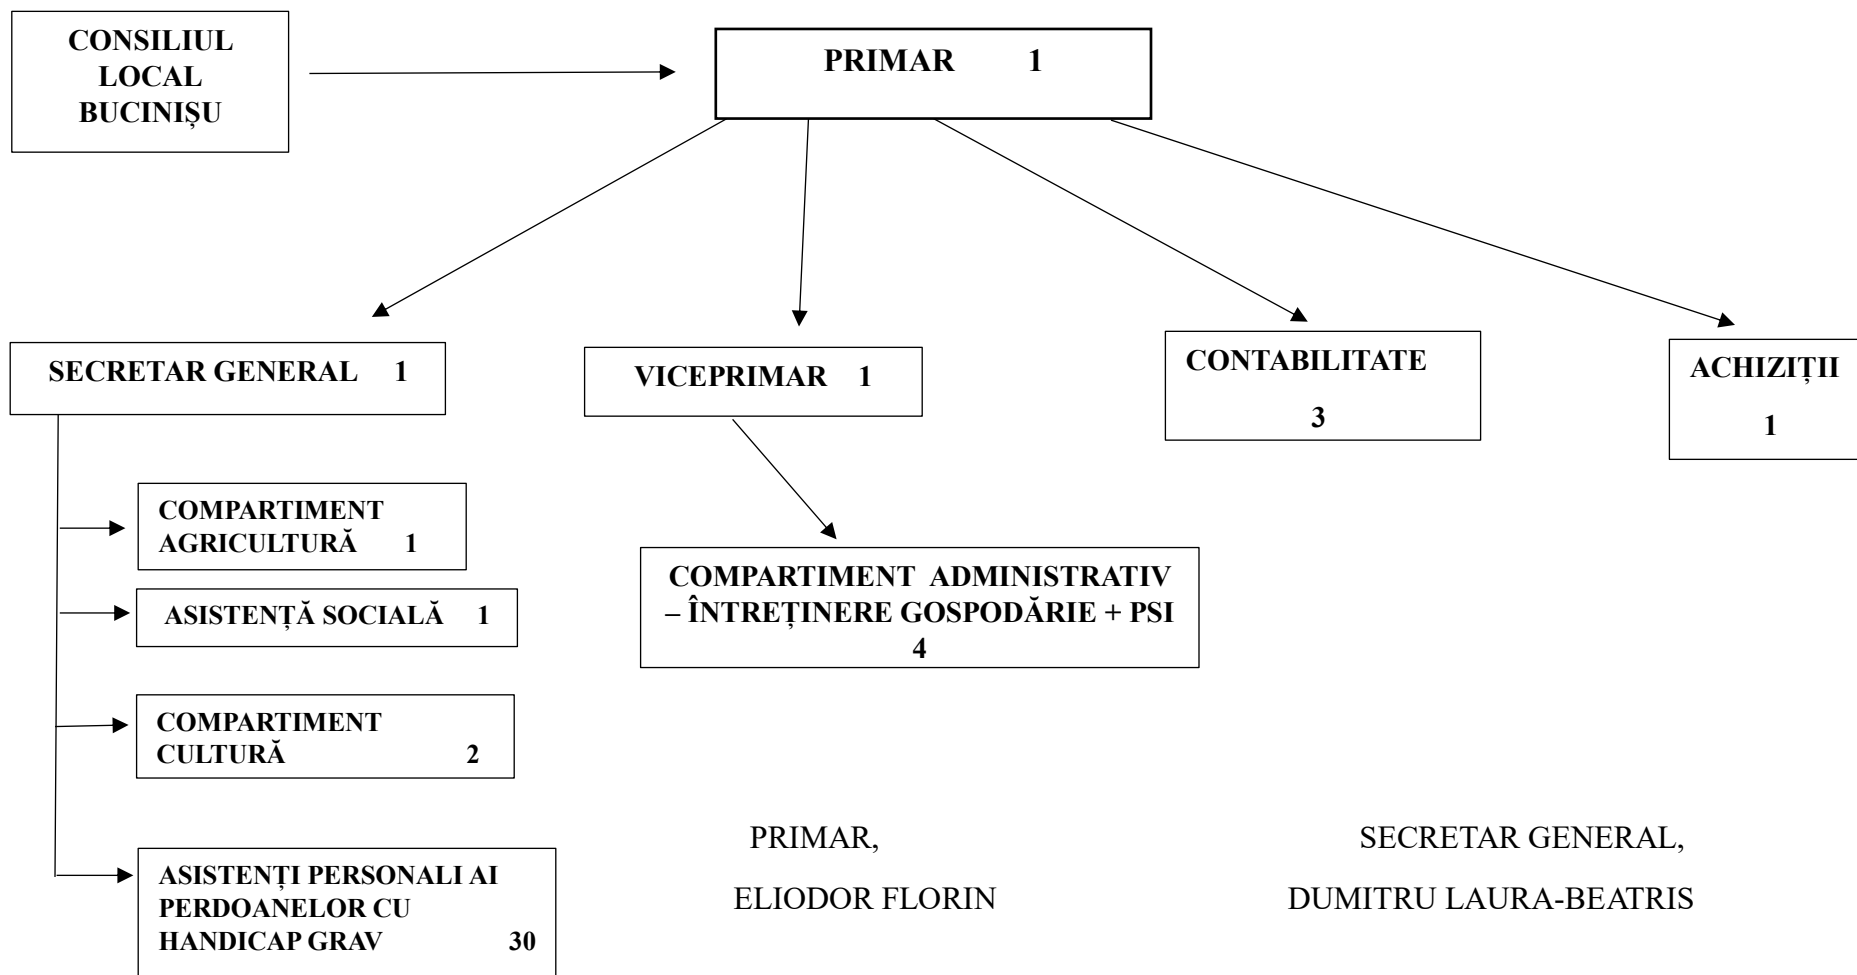 CONSILIUL
LOCAL
BUCINIȘU
PRIMAR 1
SECRETAR GENERAL 1
VICEPRIMAR 1
CONTABILITATE
3
ACHIZIȚII
1
COMPARTIMENT
AGRICULTURĂ 1
ASISTENȚĂ SOCIALĂ 1
COMPARTIMENT
CULTURĂ 2
ASISTENȚI PERSONALI AI
PERDOANELOR CU
HANDICAP GRAV 30
COMPARTIMENT ADMINISTRATIV
– ÎNTREȚINERE GOSPODĂRIE + PSI
4
PRIMAR,
ELIODOR FLORIN
SECRETAR GENERAL,
DUMITRU LAURA-BEATRIS